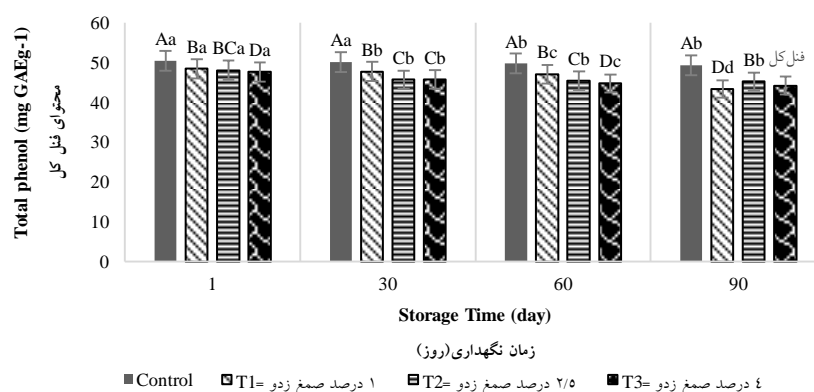 Total phenol (mg GAEg-1)
محتوای فنل کل
60
50
40
30
20
10
0
Aa Ba BCa Da
Aa Bb Cb Cb
Ab Bc Cb Dc
Ab Dd Bb فنل کل
1 30 60 90
Storage Time (day)
زمان نگهداری(روز)
Control T1= ۱ درصد صمغ زدو T2= ۲/۵ درصد صمغ زدو T3= ٤ درصد صمغ زدو